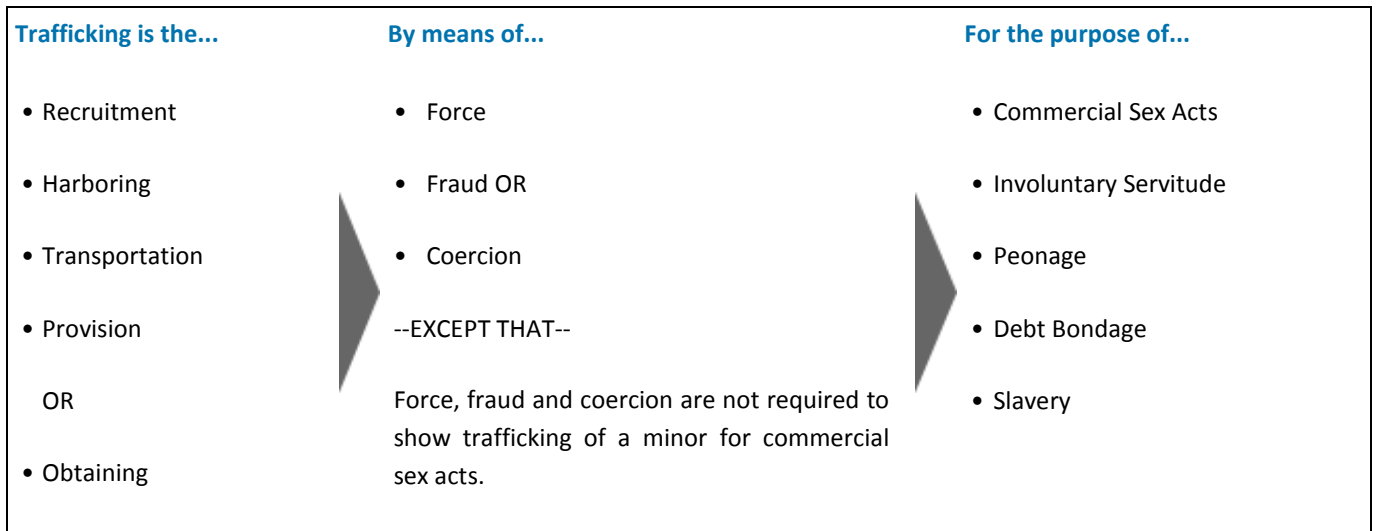 Trafficking is the...
• Recruitment
• Harboring
• Transportation
• Provision
OR
• Obtaining
By means of...
• Force
• Fraud OR
• Coercion
--EXCEPT THAT--
Force, fraud and coercion are not required to
show trafficking of a minor for commercial
sex acts.
For the purpose of...
• Commercial Sex Acts
• Involuntary Servitude
• Peonage
• Debt Bondage
• Slavery